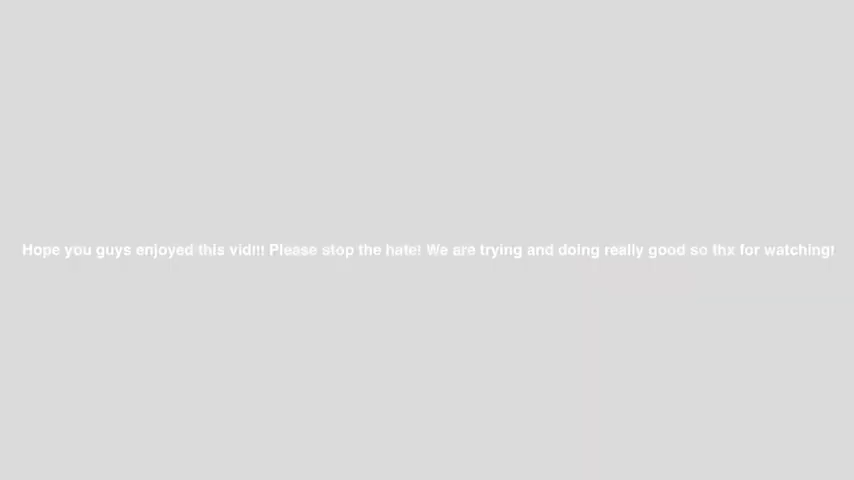 Hope you guys enjoyed this vid!!! Please stop the hate! We are trying and doing really good so thx for watching!